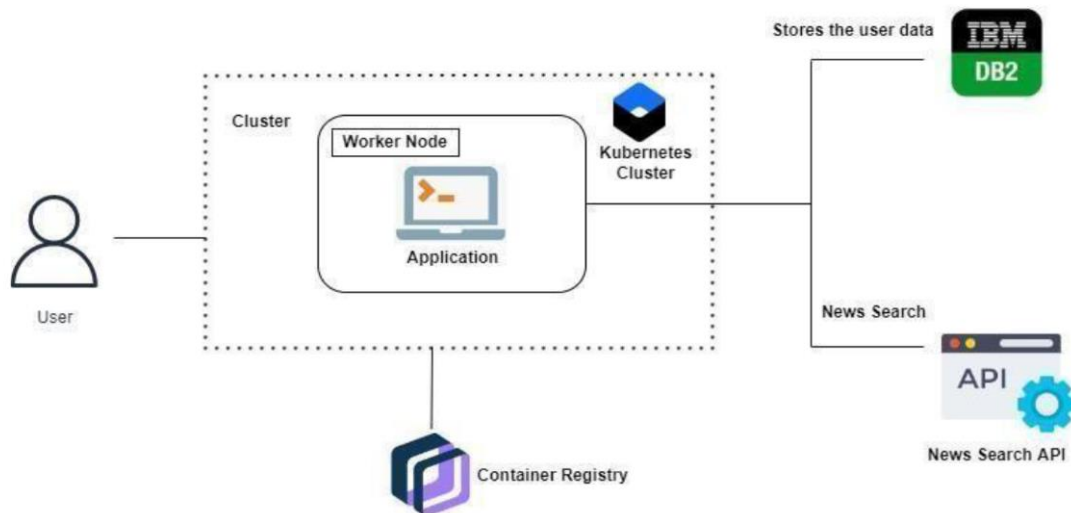 Stores the user data
IBM
DB2
Cluster
Worker Node
Kubernetes
Cluster
Application
User
News Search
API
News Search API
Container Registry